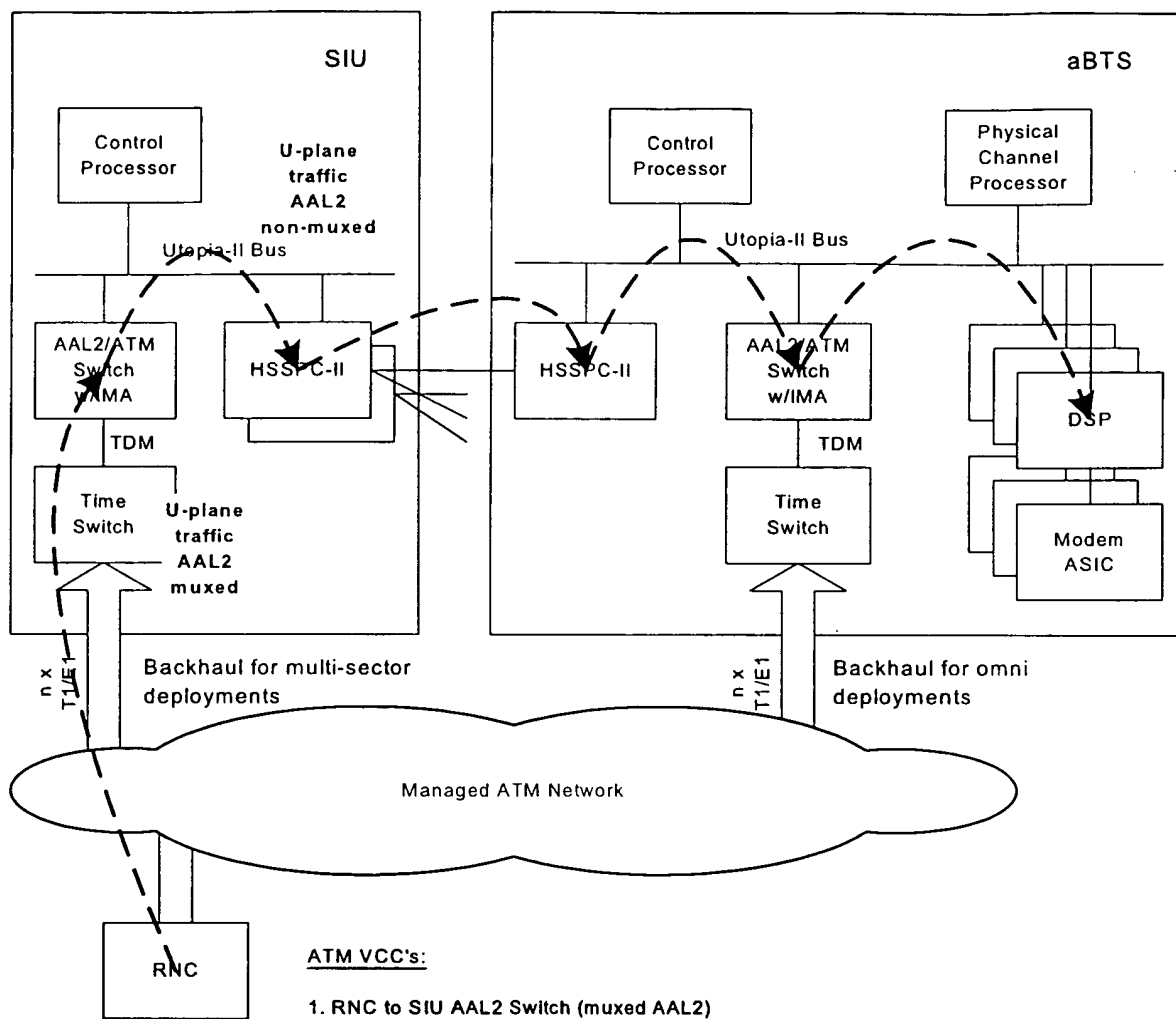 SIU
aBTS
Control
Processor
U-plane
traffic
AAL2
non-muxed
Control
Processor
Physical
Channel
Processor
Utopia-II Bus
Utopia-II Bus
AAL2/ATM
Switch
w/IMA
HSSPC-II
HSSPC-II
AAL2/ATM
Switch
w/IMA
DSP
TDM
TDM
Time
Switch
U-plane
traffic
AAL2
muxed
Time
Switch
Modem
ASIC
n x
T1/E1
Backhaul for multi-sector
deployments
n x
T1/E1
Backhaul for omni
deployments
Managed ATM Network
RNC
ATM VCC's:
1. RNC to SIU AAL2 Switch (muxed AAL2)